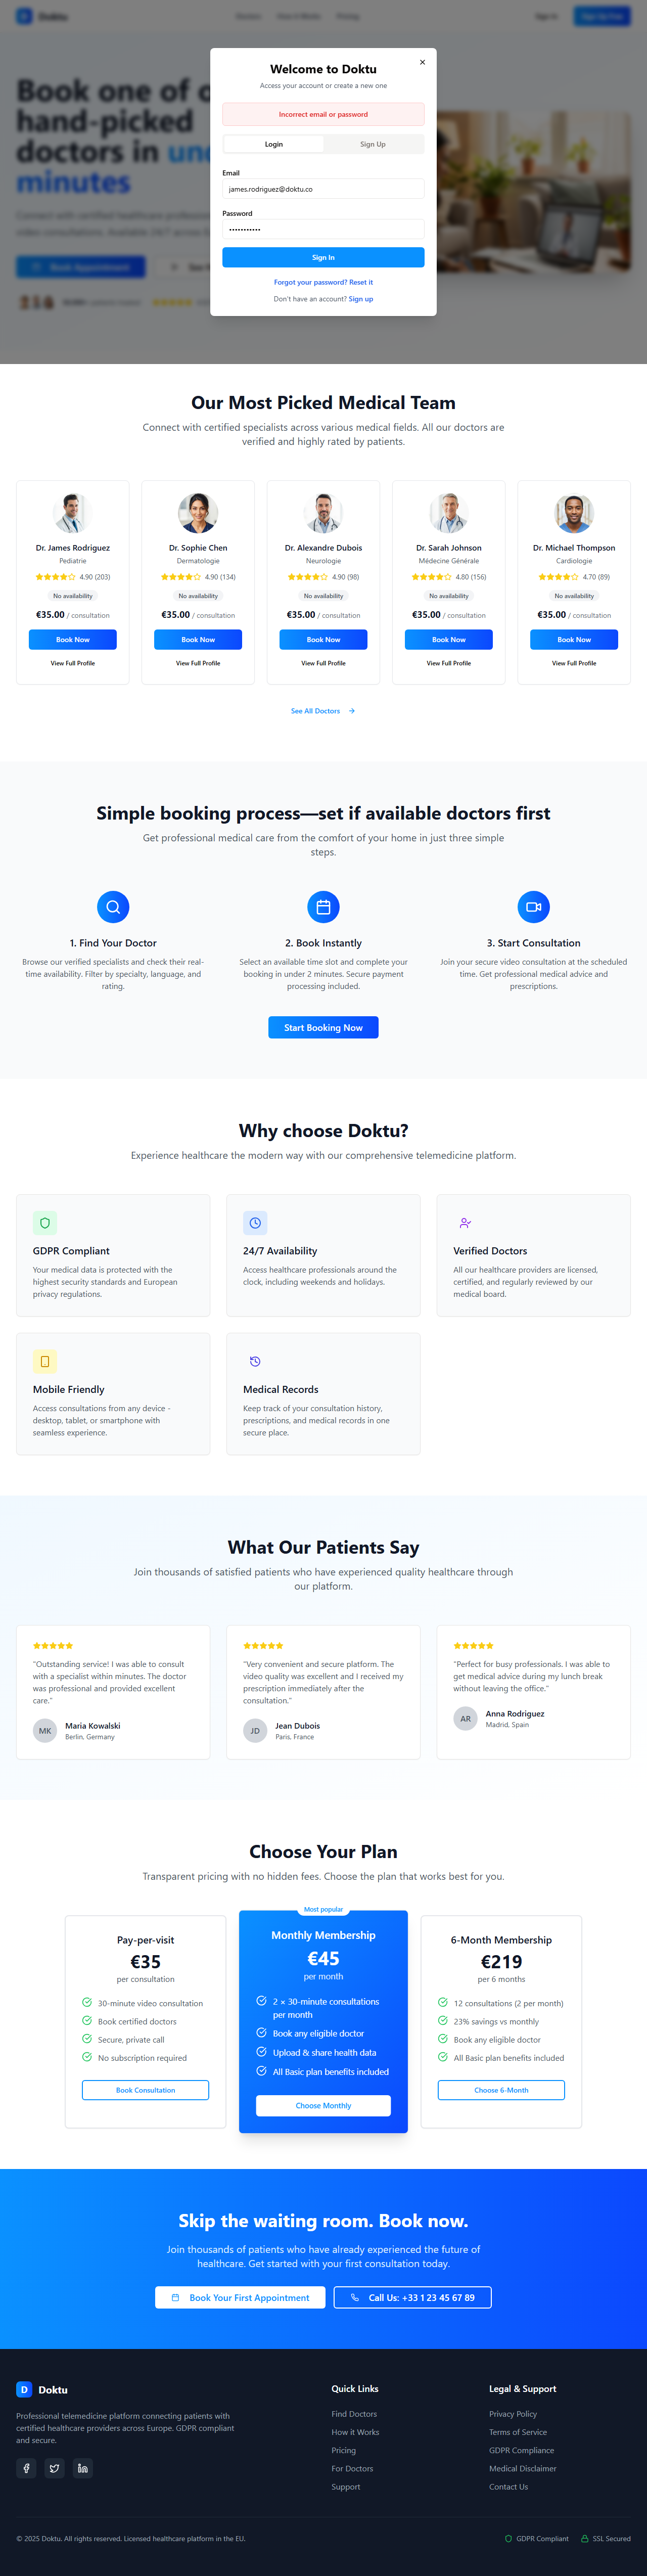 Doktu
Doctors
How it Works
Pricing
Sign In
Sign Up Free
Welcome to Doktu
Access your account or create a new one
Incorrect email or password
Login
Sign Up
Email
james.rodriguez@doktu.co
Password
•••••••••••
Sign In
Forgot your password? Reset it
Don't have an account? Sign up
Book one of
hand-picked
doctors in
minutes
Book Appointment
Our Most Picked Medical Team
Connect with certified specialists across various medical fields. All our doctors are
verified and highly rated by patients.
Dr. James Rodriguez
Pediatrie
4.90 (203)
No availability
€35.00 / consultation
Book Now
View Full Profile
Dr. Sophie Chen
Dermatologie
4.90 (134)
No availability
€35.00 / consultation
Book Now
View Full Profile
Dr. Alexandre Dubois
Neurologie
4.90 (98)
No availability
€35.00 / consultation
Book Now
View Full Profile
Dr. Sarah Johnson
Médecine Générale
4.80 (156)
No availability
€35.00 / consultation
Book Now
View Full Profile
Dr. Michael Thompson
Cardiologie
4.70 (89)
No availability
€35.00 / consultation
Book Now
View Full Profile
See All Doctors →
Simple booking process—set if available doctors first
Get professional medical care from the comfort of your home in just three simple
steps.
1. Find Your Doctor
Browse our verified specialists and check their real-
time availability. Filter by specialty, language, and
rating.
2. Book Instantly
Select an available time slot and complete your
booking in under 2 minutes. Secure payment
processing included.
3. Start Consultation
Join your secure video consultation at the scheduled
time. Get professional medical advice and
prescriptions.
Start Booking Now
Why choose Doktu?
Experience healthcare the modern way with our comprehensive telemedicine platform.
GDPR Compliant
Your medical data is protected with the
highest security standards and European
privacy regulations.
24/7 Availability
Access healthcare professionals around the
clock, including weekends and holidays.
Verified Doctors
All our healthcare providers are licensed,
certified, and regularly reviewed by our
medical board.
Mobile Friendly
Access consultations from any device -
desktop, tablet, or smartphone with
seamless experience.
Medical Records
Keep track of your consultation history,
prescriptions, and medical records in one
secure place.
What Our Patients Say
Join thousands of satisfied patients who have experienced quality healthcare through
our platform.
"Outstanding service! I was able to consult
with a specialist within minutes. The doctor
was professional and provided excellent
care."
MK
Maria Kowalski
Berlin, Germany
"Very convenient and secure platform. The
video quality was excellent and I received my
prescription immediately after the
consultation."
JD
Jean Dubois
Paris, France
"Perfect for busy professionals. I was able to
get medical advice during my lunch break
without leaving the office."
AR
Anna Rodriguez
Madrid, Spain
Choose Your Plan
Transparent pricing with no hidden fees. Choose the plan that works best for you.
Pay-per-visit
€35
per consultation
30-minute video consultation
Book certified doctors
Secure, private call
No subscription required
Book Consultation
Most popular
Monthly Membership
€45
per month
2 × 30-minute consultations
per month
Book any eligible doctor
Upload & share health data
All Basic plan benefits included
Choose Monthly
6-Month Membership
€219
per 6 months
12 consultations (2 per month)
23% savings vs monthly
Book any eligible doctor
All Basic plan benefits included
Choose 6-Month
Skip the waiting room. Book now.
Join thousands of patients who have already experienced the future of
healthcare. Get started with your first consultation today.
Book Your First Appointment
Call Us: +33 1 23 45 67 89
D
Doktu
Professional telemedicine platform connecting patients with
certified healthcare providers across Europe. GDPR compliant
and secure.
Quick Links
Find Doctors
How it Works
Pricing
For Doctors
Support
Legal & Support
Privacy Policy
Terms of Service
GDPR Compliance
Medical Disclaimer
Contact Us
© 2025 Doktu. All rights reserved. Licensed healthcare platform in the EU.
GDPR Compliant
SSL Secured